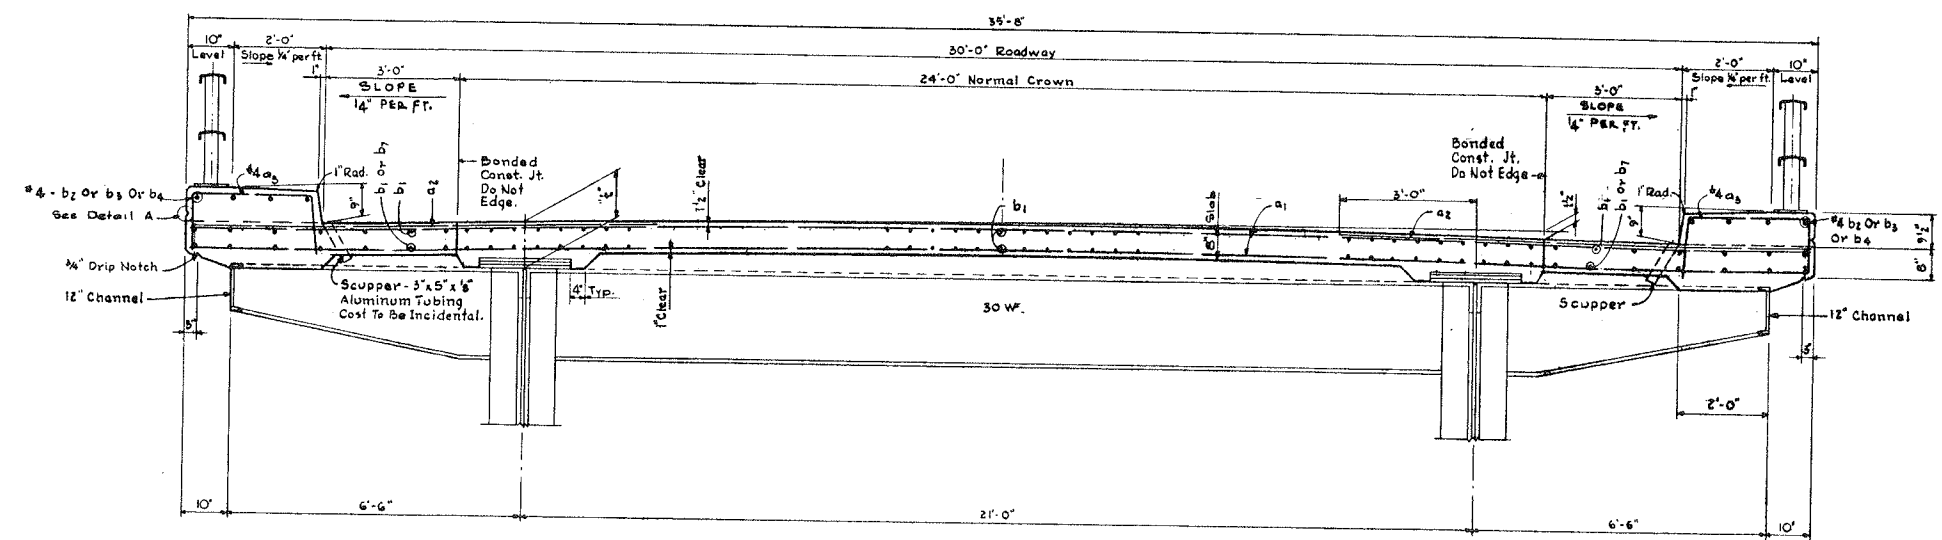 35'-8"
10"
2'-0"
30'-0" Roadway
2'-0"
10"
Level
Slope ¼" per ft.
Slope ¼" per ft.
Level
1"
3'-0"
24'-0" Normal Crown
3'-0"
1"
SLOPE
1/4" PER FT.
SLOPE
1/4" PER FT.
#4 - b2 Or b3 Or b4
See Detail A
#4 a3
1" Rad.
9"
b1 or b7
b1
a2
Bonded
Const. Jt.
Do Not
Edge.
1½" Clear
b1
8" Slab
a1
3'-0"
a2
Bonded
Const. Jt.
Do Not Edge
1½"
b1 or b7
1" Rad.
9"
#4 a3
#4 b2 Or b3
Or b4
9½"
8"
¾" Drip Notch
12" Channel
Scupper - 3" x 5" x ⅛"
Aluminum Tubing
Cost To Be Incidental.
4" Typ.
1" Clear
30 WF.
Scupper
12" Channel
3"
3"
2'-0"
10"
6'-6"
21'-0"
6'-6"
10"